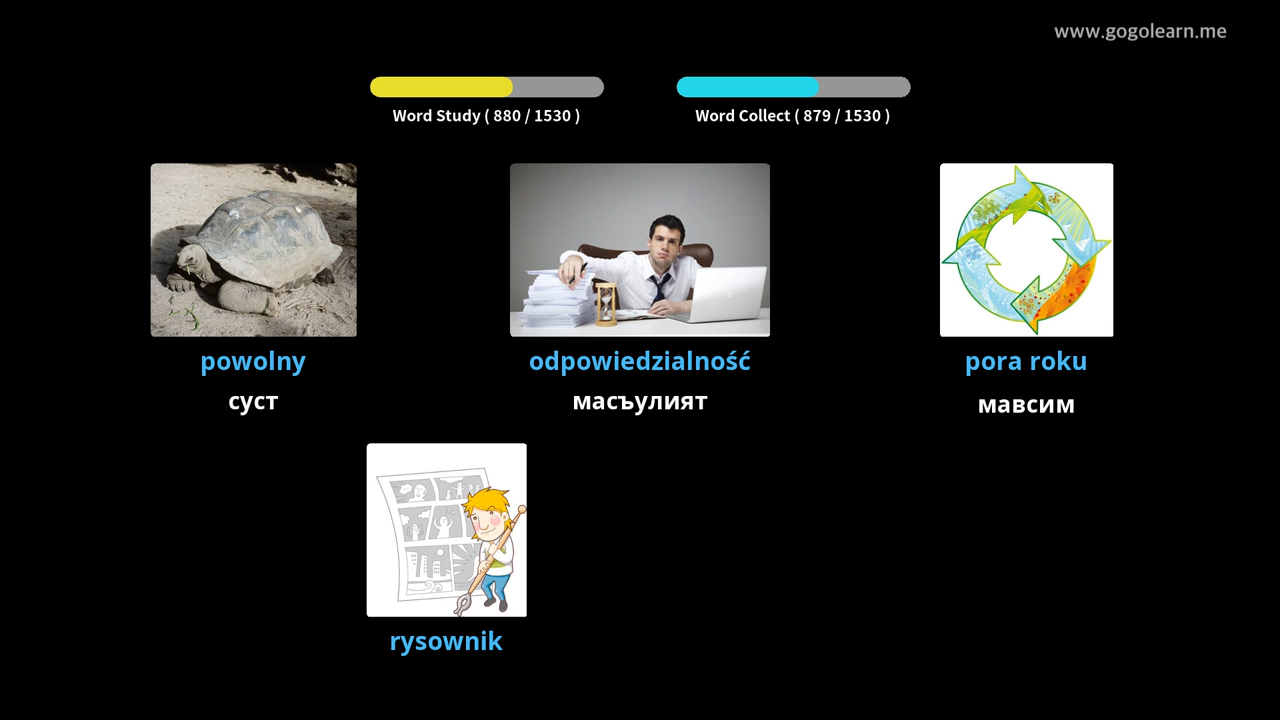 www.gogolearn.me
Word Study ( 880 / 1530 )
Word Collect ( 879 / 1530 )
powolny
odpowiedzialność
pora roku
суст
масъулият
мавсим
rysownik